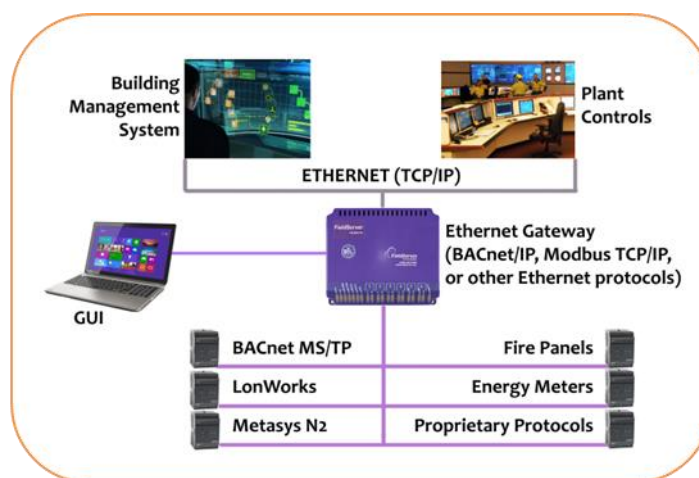 Building
Management
System
Plant
Controls
ETHERNET (TCP/IP)
FieldServer
Ethernet Gateway
(BACnet/IP, Modbus TCP/IP,
or other Ethernet protocols)
GUI
BACnet MS/TP
Fire Panels
LonWorks
Energy Meters
Metasys N2
Proprietary Protocols